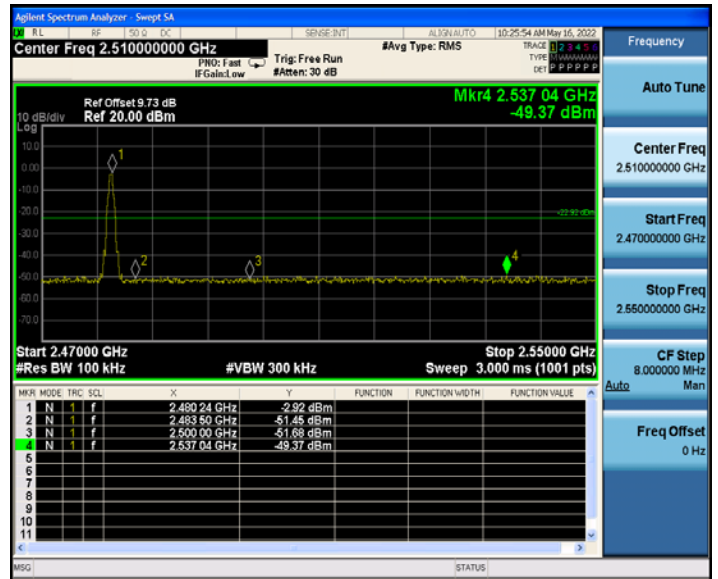 Agilent Spectrum Analyzer - Swept SA
RL RF 50 Ω DC SENSE:INT ALIGNAUTO 10:25:54 AM May 16, 2022
Center Freq 2.510000000 GHz #Avg Type: RMS TRACE 1 2 3 4 5 6
PNO: Fast Trig: Free Run TYPE M W W W W W
IFGain:Low #Atten: 30 dB DET P P P P P P
Mkr4 2.537 04 GHz
-49.37 dBm
Ref Offset 9.73 dB
10 dB/div Ref 20.00 dBm
Log
10.0
0.00
-10.0
-20.0
-30.0
-40.0
-50.0
-60.0
-70.0
1
2
3
4
-22.92 dBm
Start 2.47000 GHz Stop 2.55000 GHz
#Res BW 100 kHz #VBW 300 kHz Sweep 3.000 ms (1001 pts)
MKR MODE TRC SCL X Y FUNCTION FUNCTION WIDTH FUNCTION VALUE
1 N 1 f 2.480 24 GHz -2.92 dBm
2 N 1 f 2.483 50 GHz -51.45 dBm
3 N 1 f 2.500 00 GHz -51.68 dBm
4 N 1 f 2.537 04 GHz -49.37 dBm
5
6
7
8
9
10
11
MSG STATUS
Frequency
Auto Tune
Center Freq
2.510000000 GHz
Start Freq
2.470000000 GHz
Stop Freq
2.550000000 GHz
CF Step
8.000000 MHz
Auto Man
Freq Offset
0 Hz